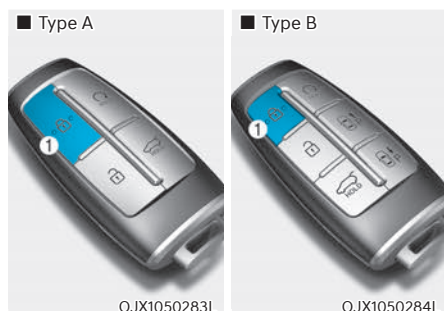 ■ Type A
■ Type B
1
1
HOLD
OJX1050283L
OJX1050284L